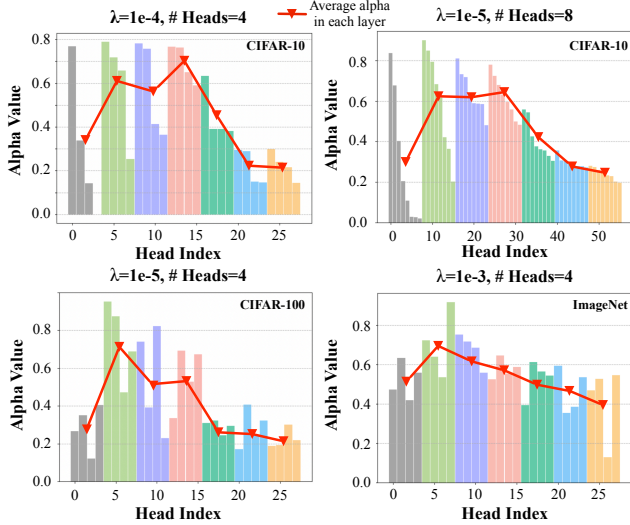 λ=1e-4, # Heads=4
Average alpha
in each layer
λ=1e-5, # Heads=8
CIFAR-10
0.8
0.6
0.4
0.2
0.0
Alpha Value
0 5 10 15 20 25
Head Index
CIFAR-10
0.8
0.6
0.4
0.2
0.0
Alpha Value
0 10 20 30 40 50
Head Index
λ=1e-5, # Heads=4
CIFAR-100
0.8
0.6
0.4
0.2
0.0
Alpha Value
0 5 10 15 20 25
Head Index
λ=1e-3, # Heads=4
ImageNet
0.8
0.6
0.4
0.2
0.0
Alpha Value
0 5 10 15 20 25
Head Index